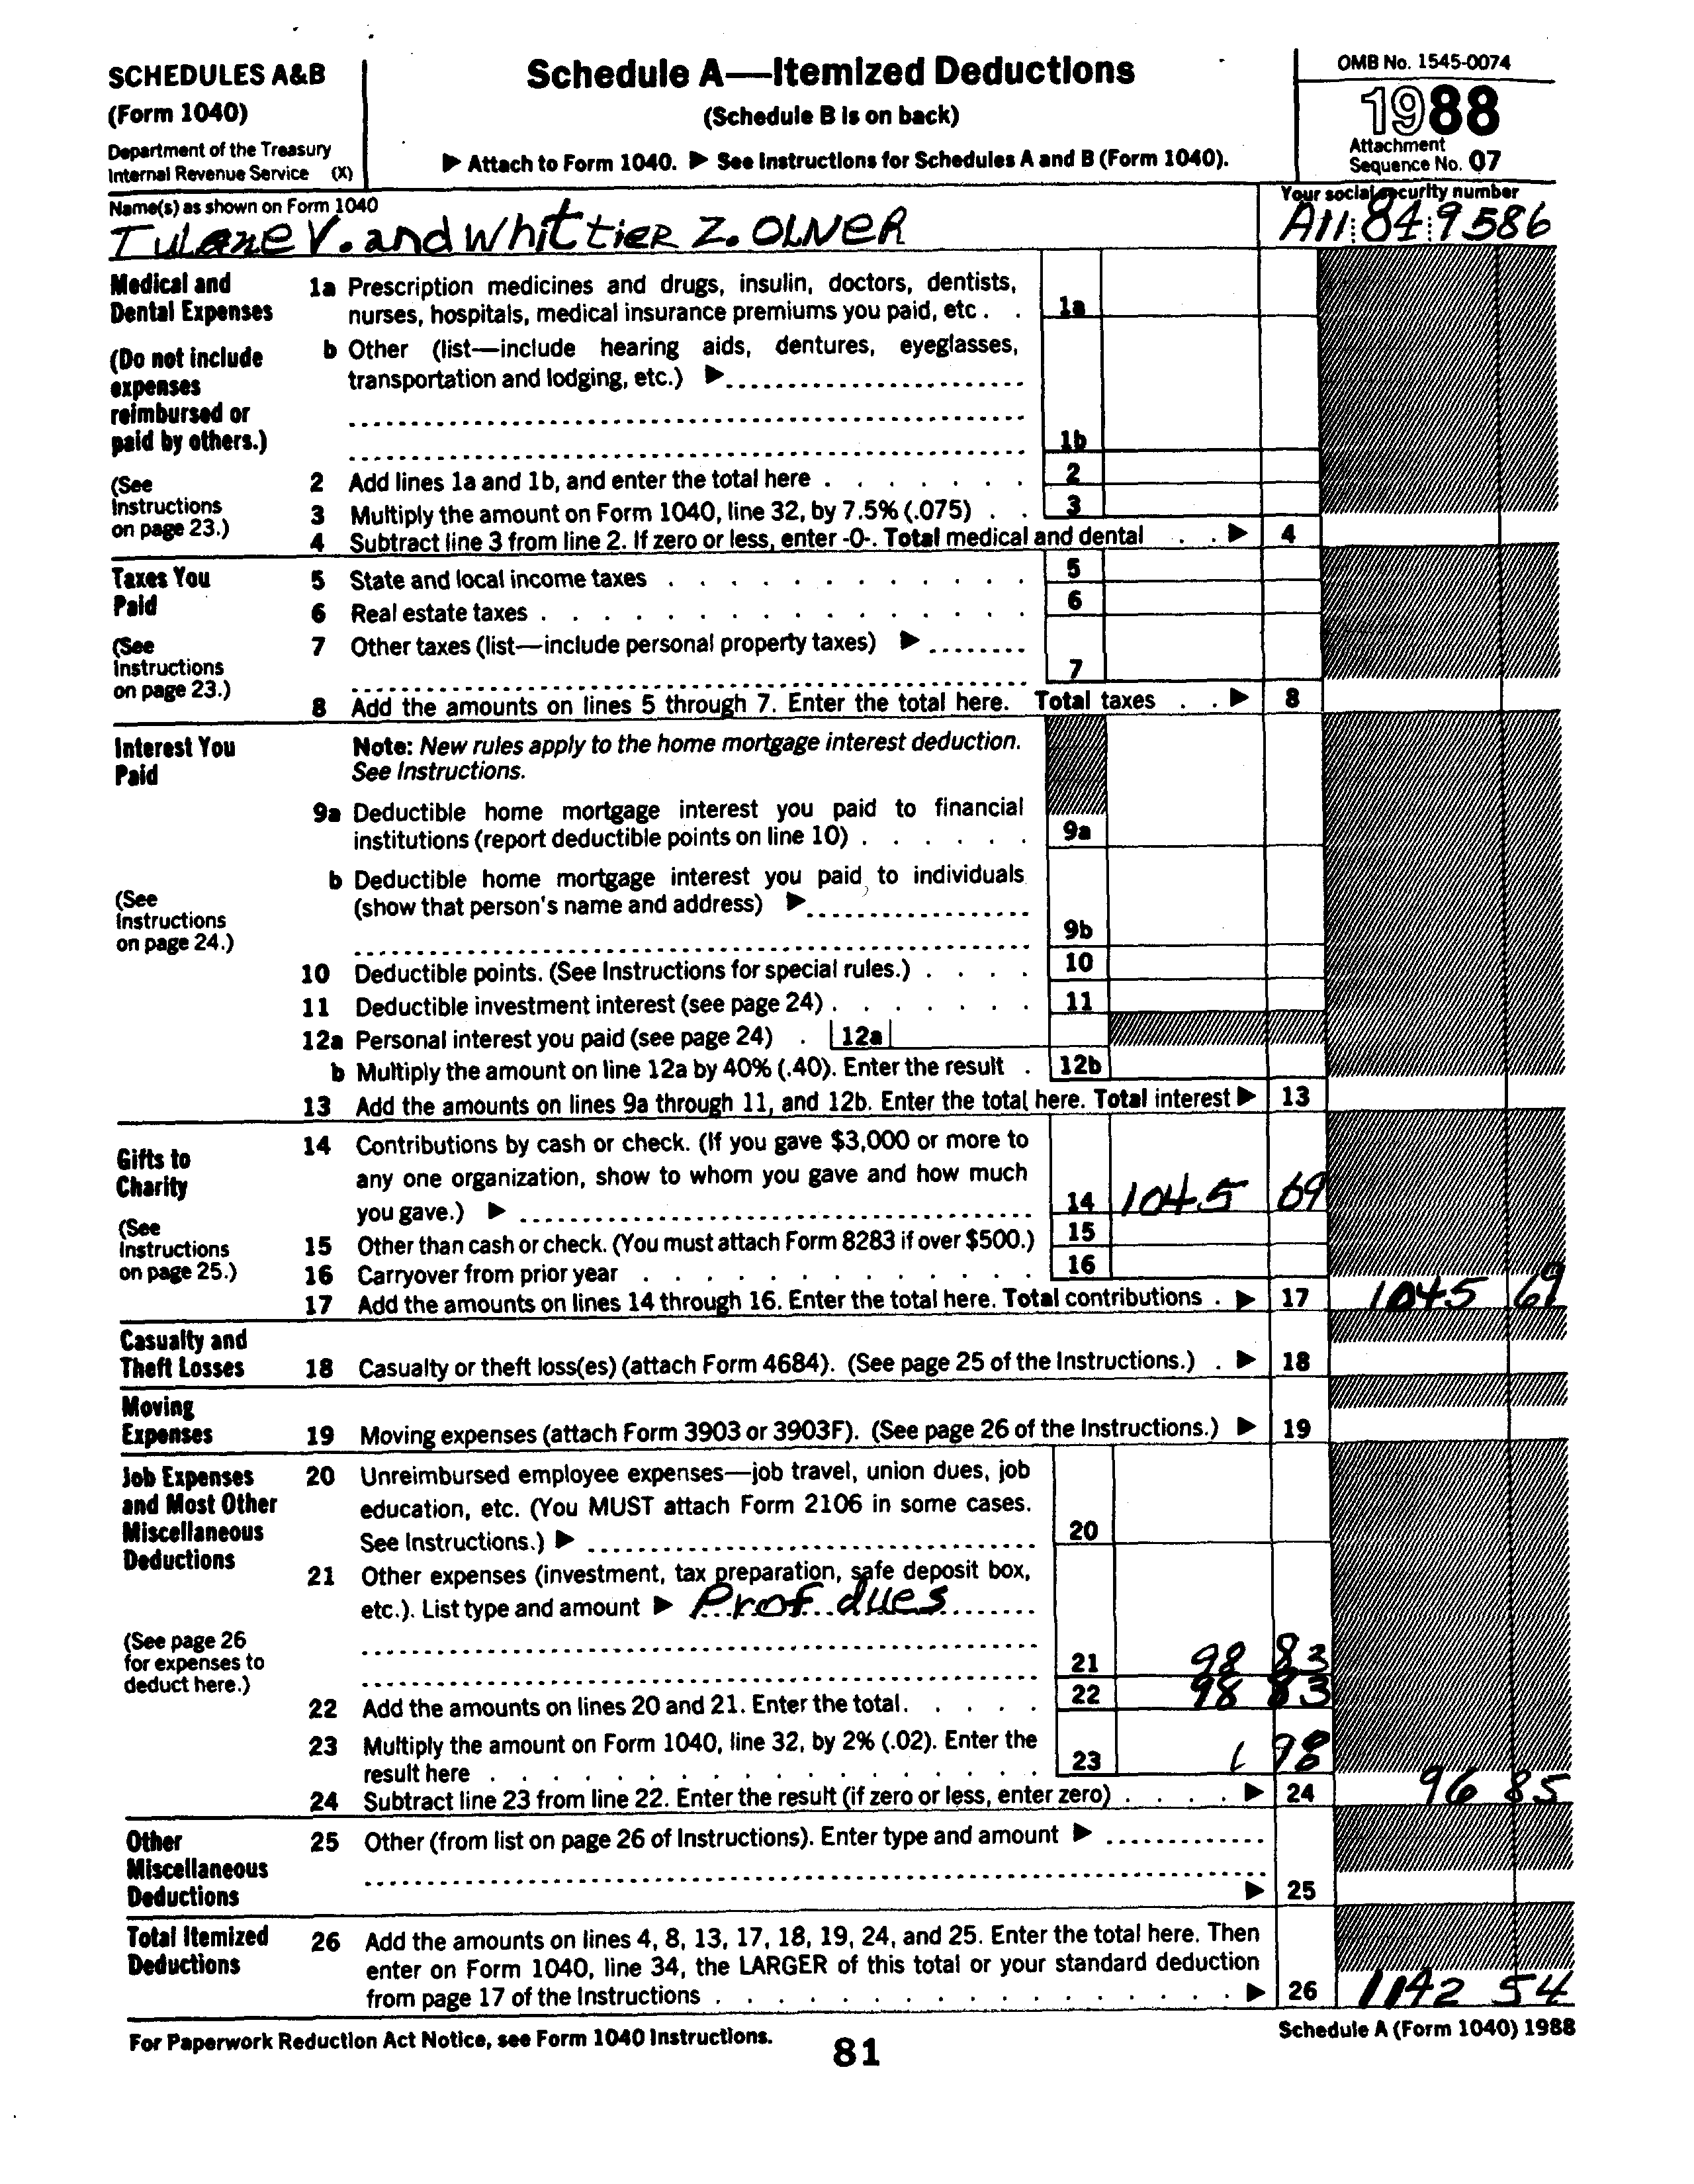 SCHEDULES A&B
(Form 1040)
Department of the Treasury
Internal Revenue Service (X)
Schedule A—Itemized Deductions
(Schedule B is on back)
▶ Attach to Form 1040. ▶ See Instructions for Schedules A and B (Form 1040).
OMB No. 1545-0074
1988
Attachment
Sequence No. 07
Name(s) as shown on Form 1040
Tulane V. and Whittier Z. OLNER
Your social security number
A11:84:9586
Medical and
Dental Expenses
(Do not include
expenses
reimbursed or
paid by others.)
(See
Instructions
on page 23.)
1a Prescription medicines and drugs, insulin, doctors, dentists,
nurses, hospitals, medical insurance premiums you paid, etc . . 1a
b Other (list—include hearing aids, dentures, eyeglasses,
transportation and lodging, etc.) ▶
1b
2 Add lines 1a and 1b, and enter the total here . . . . . . . 2
3 Multiply the amount on Form 1040, line 32, by 7.5% (.075) . . 3
4 Subtract line 3 from line 2. If zero or less, enter -0-. Total medical and dental . . ▶ 4
Taxes You
Paid
(See
Instructions
on page 23.)
5 State and local income taxes . . . . . . . . . . . . 5
6 Real estate taxes . . . . . . . . . . . . . . . . 6
7 Other taxes (list—include personal property taxes) ▶
7
8 Add the amounts on lines 5 through 7. Enter the total here. Total taxes . . ▶ 8
Interest You
Paid
(See
Instructions
on page 24.)
Note: New rules apply to the home mortgage interest deduction.
See Instructions.
9a Deductible home mortgage interest you paid to financial
institutions (report deductible points on line 10) . . . . . . 9a
b Deductible home mortgage interest you paid to individuals
(show that person's name and address) ▶
9b
10 Deductible points. (See Instructions for special rules.) . . . . 10
11 Deductible investment interest (see page 24) . . . . . . . 11
12a Personal interest you paid (see page 24) . 12a
b Multiply the amount on line 12a by 40% (.40). Enter the result . 12b
13 Add the amounts on lines 9a through 11, and 12b. Enter the total here. Total interest ▶ 13
Gifts to
Charity
(See
Instructions
on page 25.)
14 Contributions by cash or check. (If you gave $3,000 or more to
any one organization, show to whom you gave and how much
you gave.) ▶ 14 1045 69
15 Other than cash or check. (You must attach Form 8283 if over $500.) 15
16 Carryover from prior year . . . . . . . . . . . . . 16
17 Add the amounts on lines 14 through 16. Enter the total here. Total contributions . ▶ 17 1045 69
Casualty and
Theft Losses
18 Casualty or theft loss(es) (attach Form 4684). (See page 25 of the Instructions.) . ▶ 18
Moving
Expenses
19 Moving expenses (attach Form 3903 or 3903F). (See page 26 of the Instructions.) ▶ 19
Job Expenses
and Most Other
Miscellaneous
Deductions
(See page 26
for expenses to
deduct here.)
20 Unreimbursed employee expenses—job travel, union dues, job
education, etc. (You MUST attach Form 2106 in some cases.
See Instructions.) ▶ 20
21 Other expenses (investment, tax preparation, safe deposit box,
etc.). List type and amount ▶ Prof. dues
21 98 83
22 Add the amounts on lines 20 and 21. Enter the total . . . . . 22 98 83
23 Multiply the amount on Form 1040, line 32, by 2% (.02). Enter the
result here . . . . . . . . . . . . . . . . . . 23 1 98
24 Subtract line 23 from line 22. Enter the result (if zero or less, enter zero) . . . . ▶ 24 96 85
Other
Miscellaneous
Deductions
25 Other (from list on page 26 of Instructions). Enter type and amount ▶
▶ 25
Total Itemized
Deductions
26 Add the amounts on lines 4, 8, 13, 17, 18, 19, 24, and 25. Enter the total here. Then
enter on Form 1040, line 34, the LARGER of this total or your standard deduction
from page 17 of the Instructions . . . . . . . . . . . . . . . . . ▶ 26 1142 54
For Paperwork Reduction Act Notice, see Form 1040 Instructions.
Schedule A (Form 1040) 1988
81